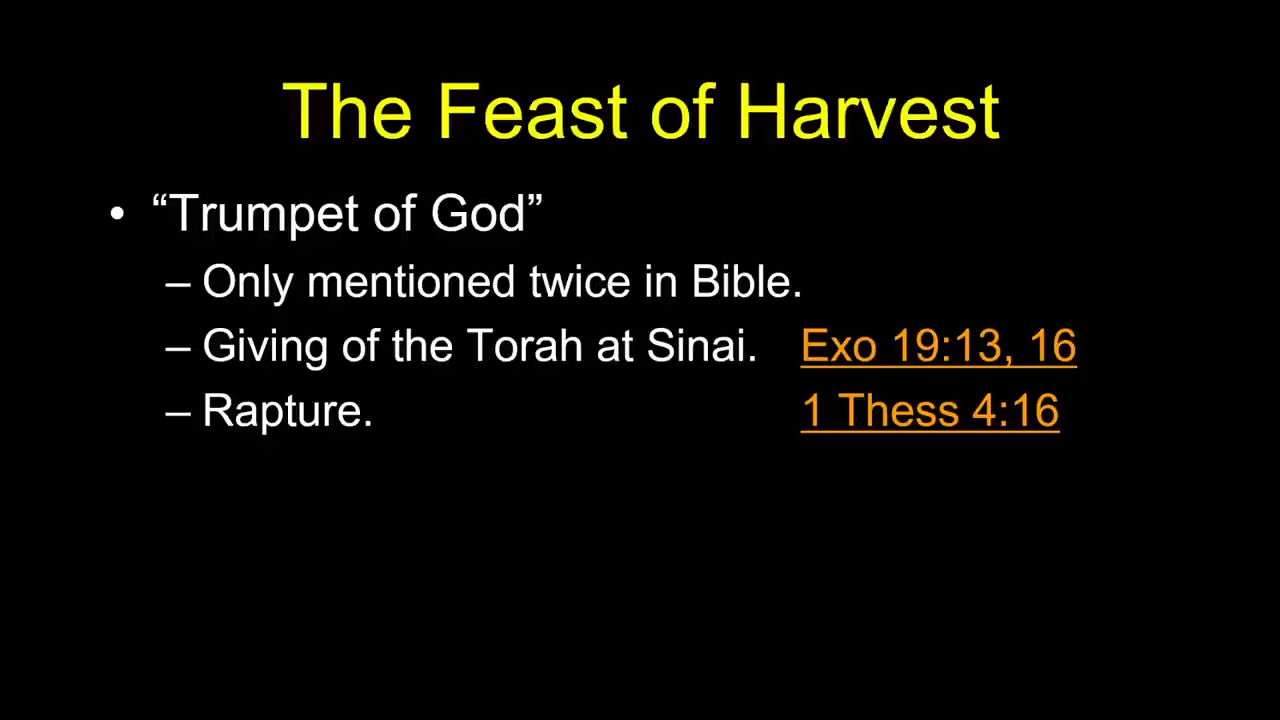 The Feast of Harvest
• “Trumpet of God”
– Only mentioned twice in Bible.
– Giving of the Torah at Sinai. Exo 19:13, 16
– Rapture. 1 Thess 4:16